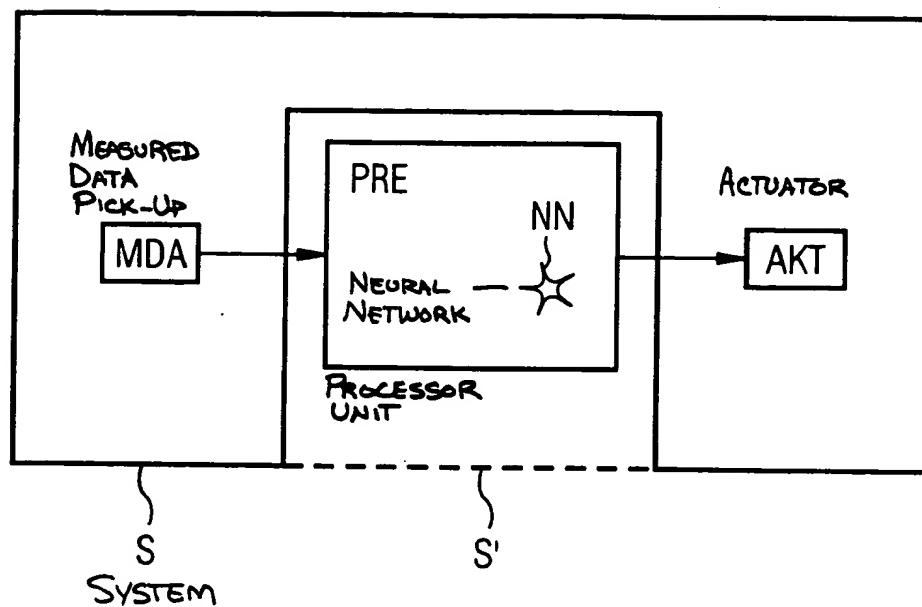 MEASURED
DATA
PICK-UP
MDA
PRE
NN
NEURAL
NETWORK
PROCESSOR
UNIT
ACTUATOR
AKT
S
SYSTEM
S'